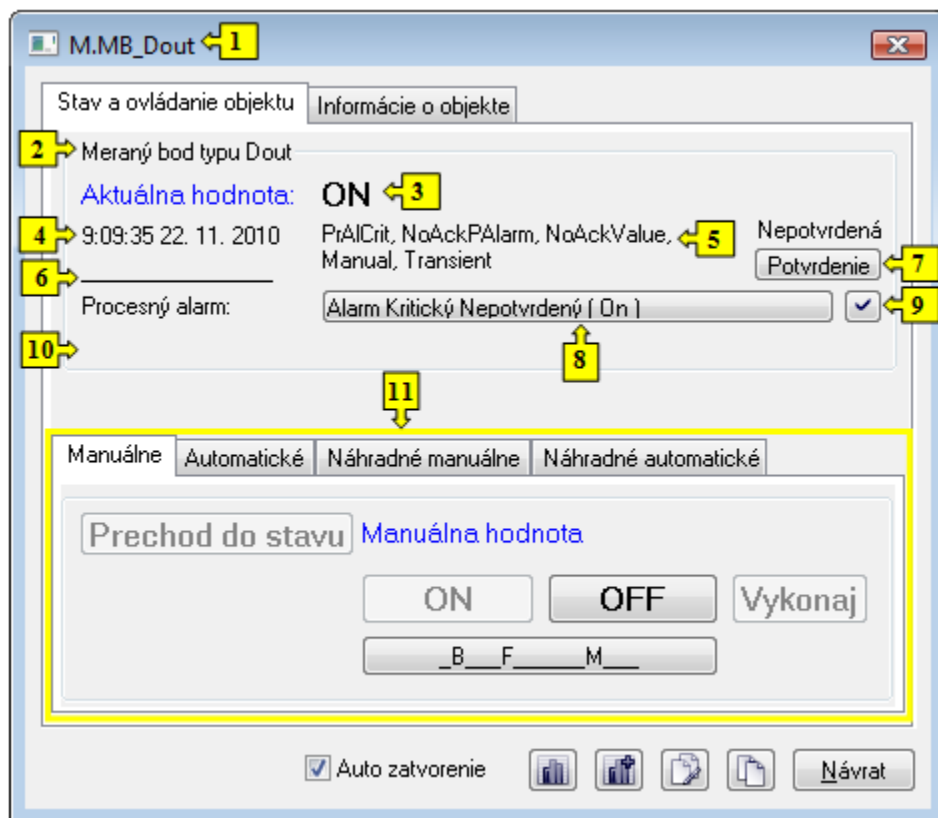 M.MB_Dout 1
Stav a ovládanie objektu Informácie o objekte
2 Meraný bod typu Dout
Aktuálna hodnota: ON 3
4 9:09:35 22. 11. 2010 PrAlCrit, NoAckPAlarm, NoAckValue, 5 Nepotvrdená
Manual, Transient Potvrdenie 7
6
Procesný alarm: Alarm Kritický Nepotvrdený ( On ) 9
10 8
11
Manuálne Automatické Náhradné manuálne Náhradné automatické
Prechod do stavu Manuálna hodnota
ON OFF Vykonaj
_B___F______M___
Auto zatvorenie Návrat